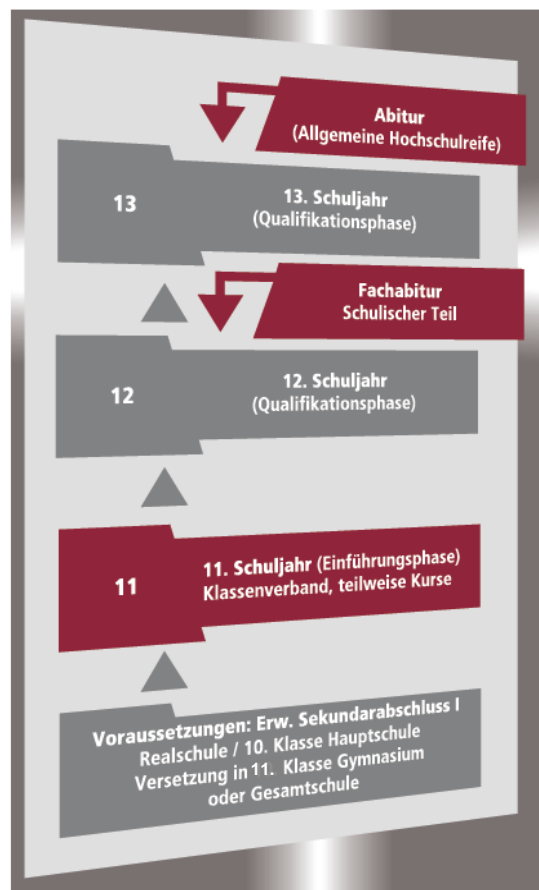 Abitur
(Allgemeine Hochschulreife)
13
13. Schuljahr
(Qualifikationsphase)
Fachabitur
Schulischer Teil
12
12. Schuljahr
(Qualifikationsphase)
11
11. Schuljahr (Einführungsphase)
Klassenverband, teilweise Kurse
Voraussetzungen: Erw. Sekundarabschluss I
Realschule / 10. Klasse Hauptschule
Versetzung in 11. Klasse Gymnasium
oder Gesamtschule